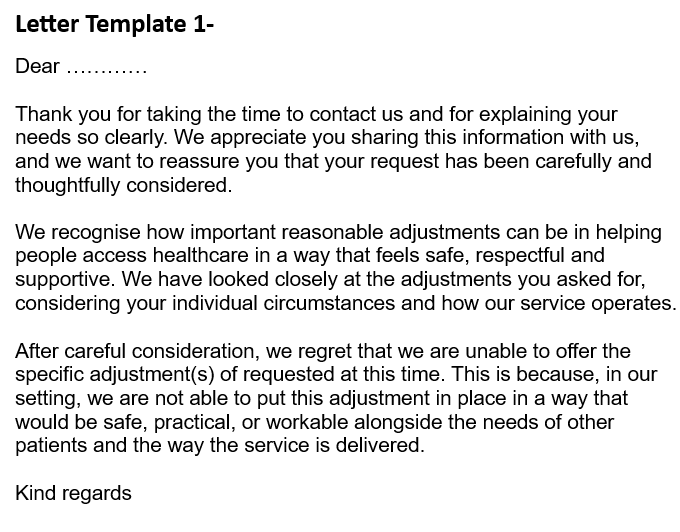 Letter Template 1-
Dear …………
Thank you for taking the time to contact us and for explaining your
needs so clearly. We appreciate you sharing this information with us,
and we want to reassure you that your request has been carefully and
thoughtfully considered.
We recognise how important reasonable adjustments can be in helping
people access healthcare in a way that feels safe, respectful and
supportive. We have looked closely at the adjustments you asked for,
considering your individual circumstances and how our service operates.
After careful consideration, we regret that we are unable to offer the
specific adjustment(s) of requested at this time. This is because, in our
setting, we are not able to put this adjustment in place in a way that
would be safe, practical, or workable alongside the needs of other
patients and the way the service is delivered.
Kind regards